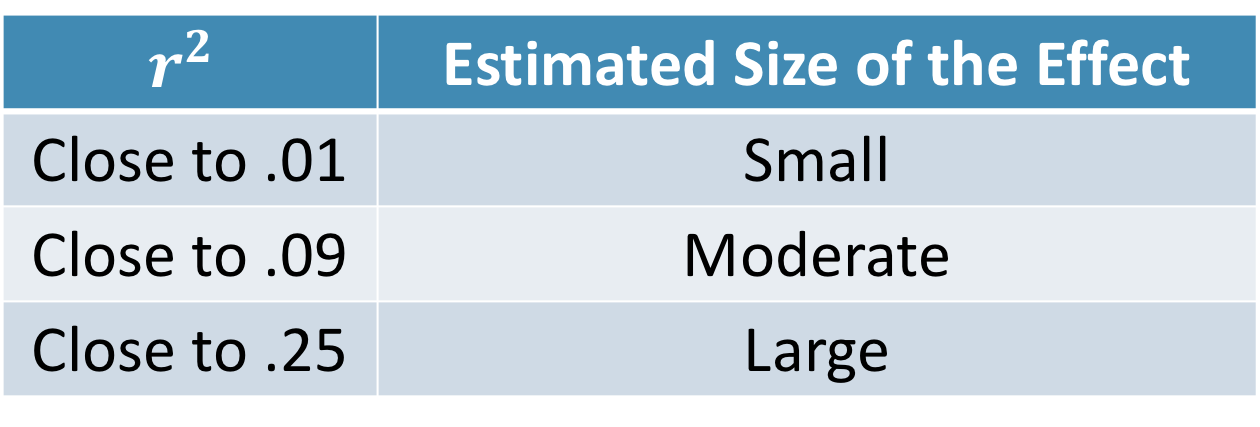 r² Estimated Size of the Effect
Close to .01 Small
Close to .09 Moderate
Close to .25 Large